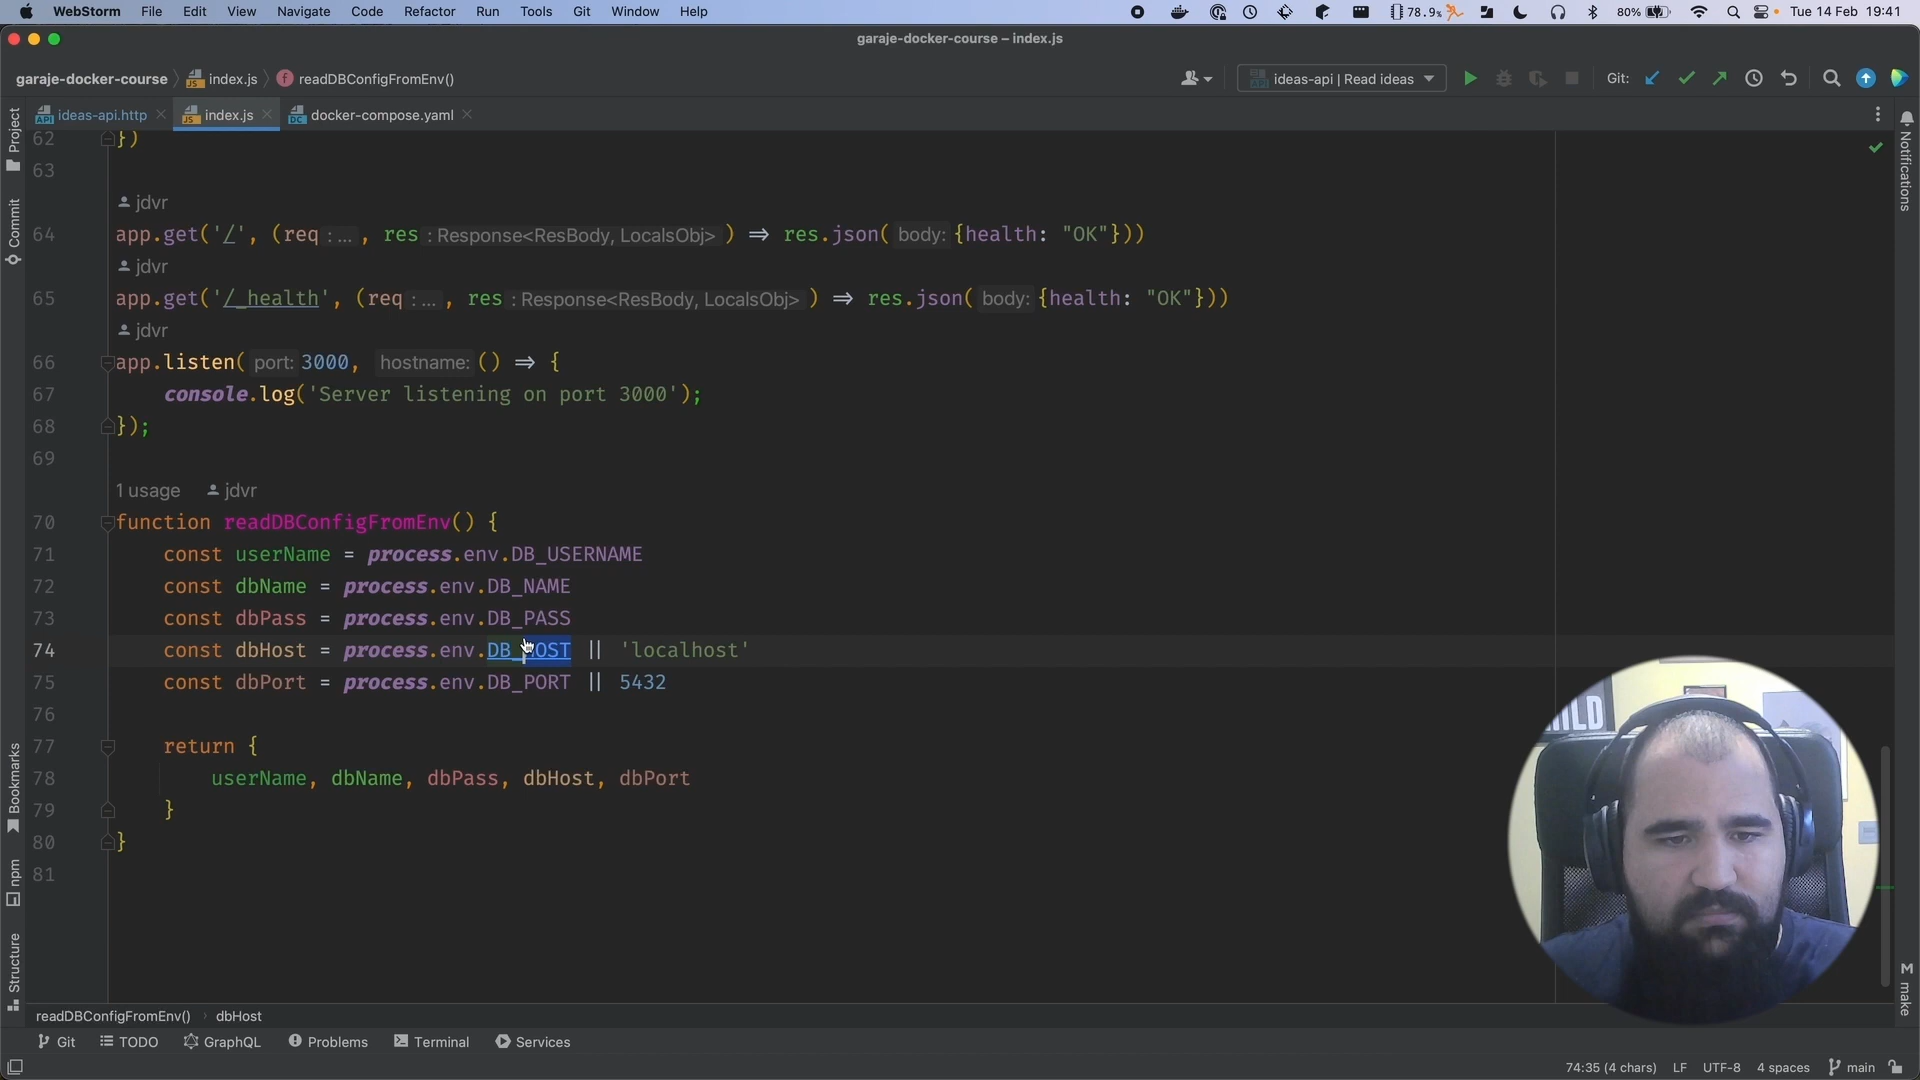 WebStorm File Edit View Navigate Code Refactor Run Tools Git Window Help 78.9% 80% Tue 14 Feb 19:41
garaje-docker-course – index.js
garaje-docker-course index.js readDBConfigFromEnv() ideas-api | Read ideas Git:
ideas-api.http index.js docker-compose.yaml
Project
Commit
Bookmarks
npm
Structure
Notifications
make
62 })
63
jdvr
64 app.get('/', (req : ... , res : Response<ResBody, LocalsObj> ) ⇒ res.json( body: {health: "OK"}))
jdvr
65 app.get('/_health', (req : ... , res : Response<ResBody, LocalsObj> ) ⇒ res.json( body: {health: "OK"}))
jdvr
66 app.listen( port: 3000, hostname: () ⇒ {
67 console.log('Server listening on port 3000');
68 });
69
1 usage jdvr
70 function readDBConfigFromEnv() {
71 const userName = process.env.DB_USERNAME
72 const dbName = process.env.DB_NAME
73 const dbPass = process.env.DB_PASS
74 const dbHost = process.env.DB_HOST || 'localhost'
75 const dbPort = process.env.DB_PORT || 5432
76
77 return {
78 userName, dbName, dbPass, dbHost, dbPort
79 }
80 }
81
readDBConfigFromEnv() dbHost
Git TODO GraphQL Problems Terminal Services
74:35 (4 chars) LF UTF-8 4 spaces main